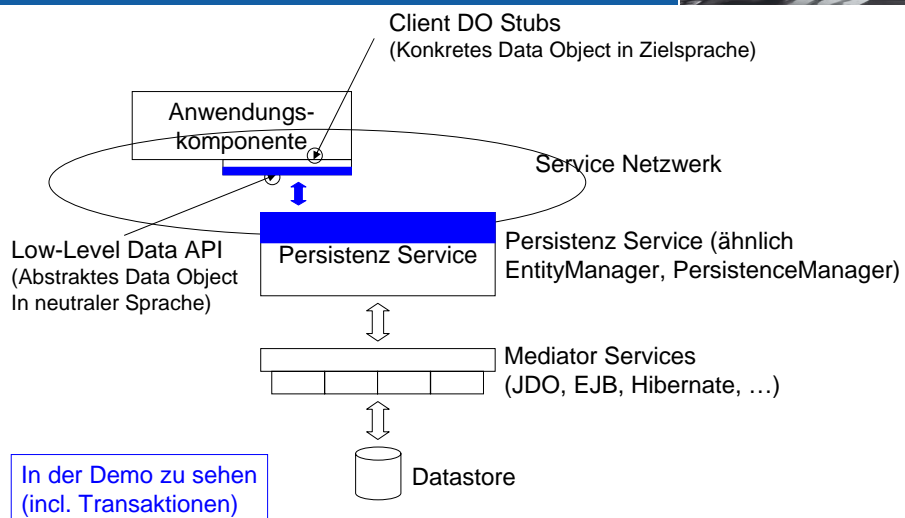 Client DO Stubs
(Konkretes Data Object in Zielsprache)
Anwendungs-
komponente
Service Netzwerk
Low-Level Data API
(Abstraktes Data Object
In neutraler Sprache)
Persistenz Service
Persistenz Service (ähnlich
EntityManager, PersistenceManager)
Mediator Services
(JDO, EJB, Hibernate, …)
Datastore
In der Demo zu sehen
(incl. Transaktionen)